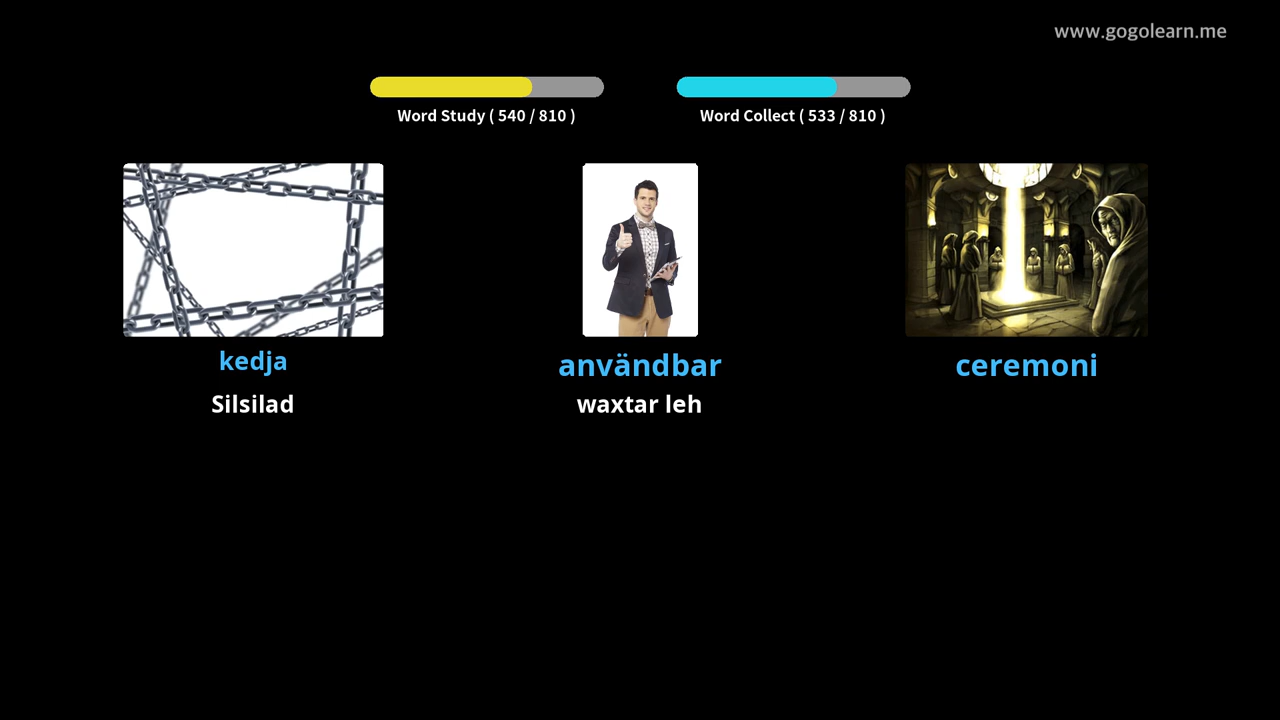 www.gogolearn.me
Word Study ( 540 / 810 )
Word Collect ( 533 / 810 )
kedja
användbar
ceremoni
Silsilad
waxtar leh